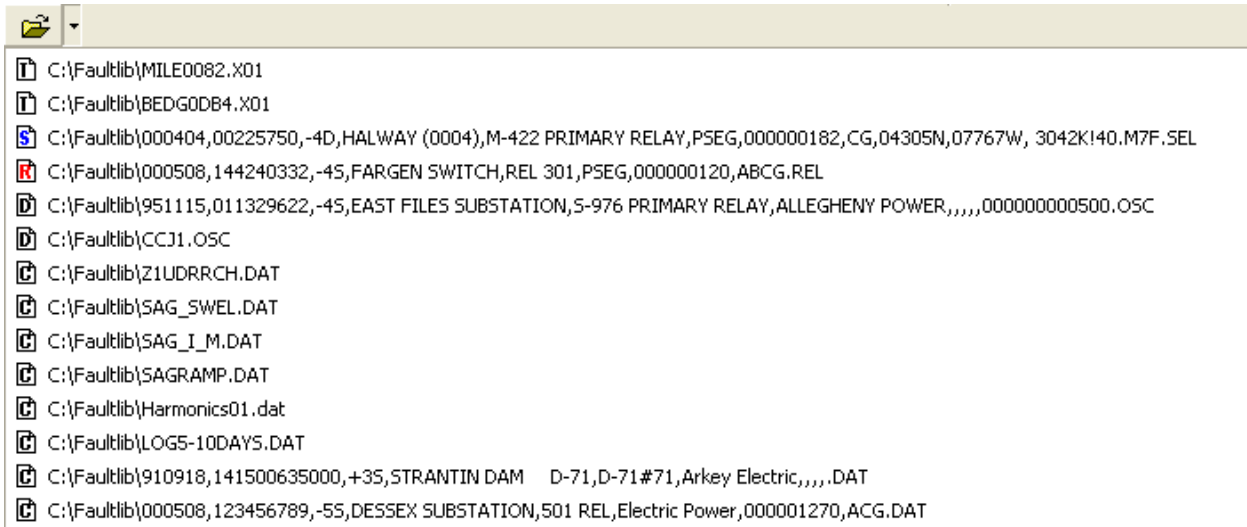 C:\Faultlib\MILE0082.X01
C:\Faultlib\BEDG0DB4.X01
C:\Faultlib\000404,00225750,-4D,HALWAY (0004),M-422 PRIMARY RELAY,PSEG,000000182,CG,04305N,07767W, 3042K!40.M7F.SEL
C:\Faultlib\000508,144240332,-4S,FARGEN SWITCH,REL 301,PSEG,000000120,ABCG.REL
C:\Faultlib\951115,011329622,-4S,EAST FILES SUBSTATION,S-976 PRIMARY RELAY,ALLEGHENY POWER,,,,,000000000500.OSC
C:\Faultlib\CCJ1.OSC
C:\Faultlib\Z1UDRRCH.DAT
C:\Faultlib\SAG_SWEL.DAT
C:\Faultlib\SAG_I_M.DAT
C:\Faultlib\SAGRAMP.DAT
C:\Faultlib\Harmonics01.dat
C:\Faultlib\LOG5-10DAYS.DAT
C:\Faultlib\910918,141500635000,+3S,STRANTIN DAM    D-71,D-71#71,Arkey Electric,,,,.DAT
C:\Faultlib\000508,123456789,-5S,DESSEX SUBSTATION,501 REL,Electric Power,000001270,ACG.DAT